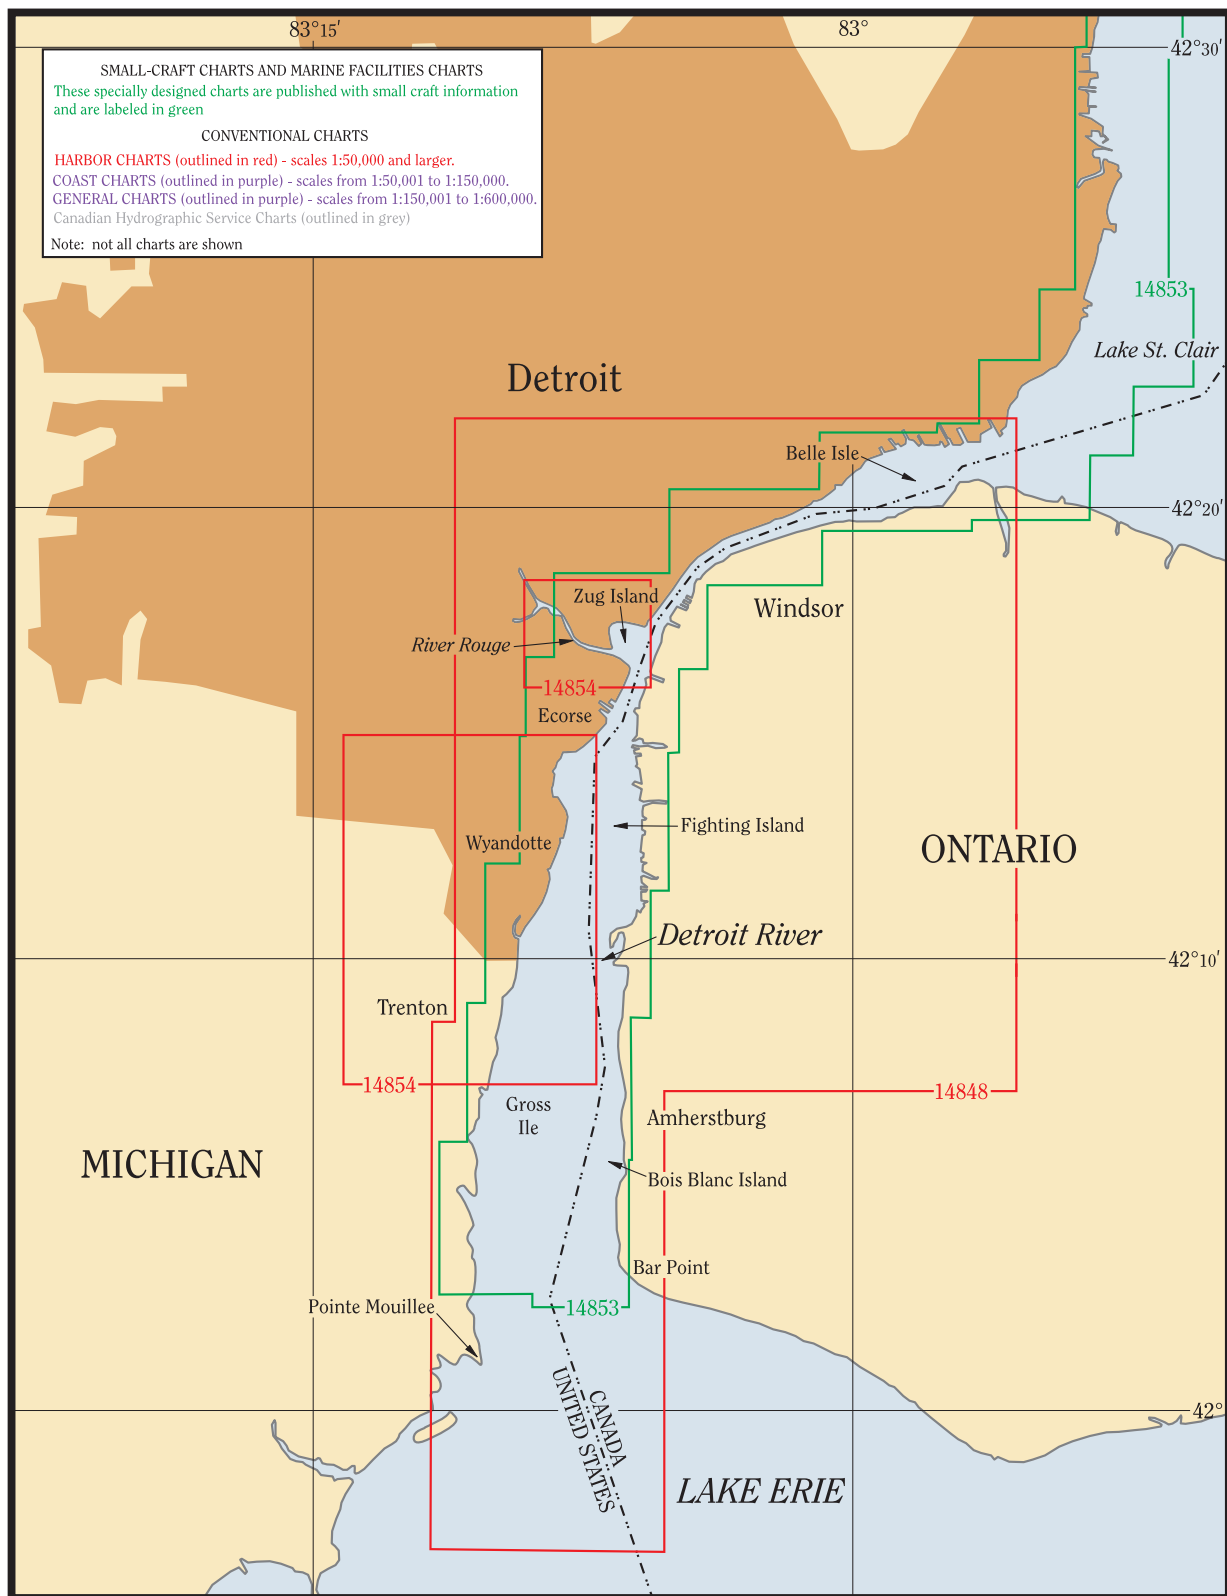 83°15'
83°
42°30'
SMALL-CRAFT CHARTS AND MARINE FACILITIES CHARTS
These specially designed charts are published with small craft information
and are labeled in green
CONVENTIONAL CHARTS
HARBOR CHARTS (outlined in red) - scales 1:50,000 and larger.
COAST CHARTS (outlined in purple) - scales from 1:50,001 to 1:150,000.
GENERAL CHARTS (outlined in purple) - scales from 1:150,001 to 1:600,000.
Canadian Hydrographic Service Charts (outlined in grey)
Note: not all charts are shown
14853
Lake St. Clair
Detroit
Belle Isle
42°20'
Zug Island
Windsor
River Rouge
14854
Ecorse
Fighting Island
Wyandotte
ONTARIO
Detroit River
42°10'
Trenton
14854
14848
Gross
Ile
Amherstburg
MICHIGAN
Bois Blanc Island
Bar Point
Pointe Mouillee
14853
CANADA
UNITED STATES
42°
LAKE ERIE